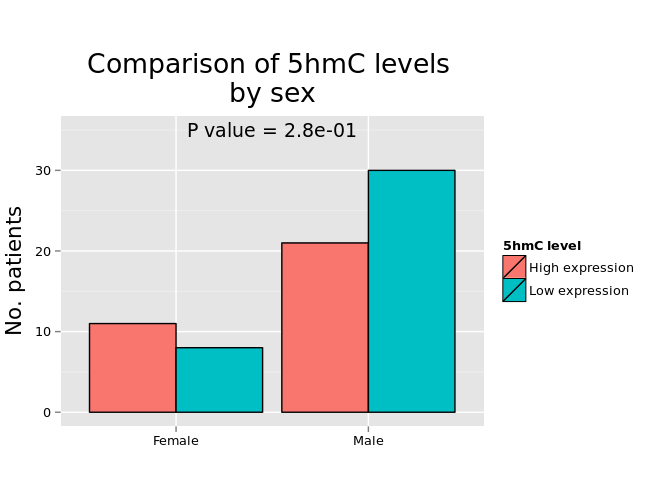 Comparison of 5hmC levels
by sex
P value = 2.8e-01
No. patients
30
20
10
0
Female
Male
5hmC level
High expression
Low expression